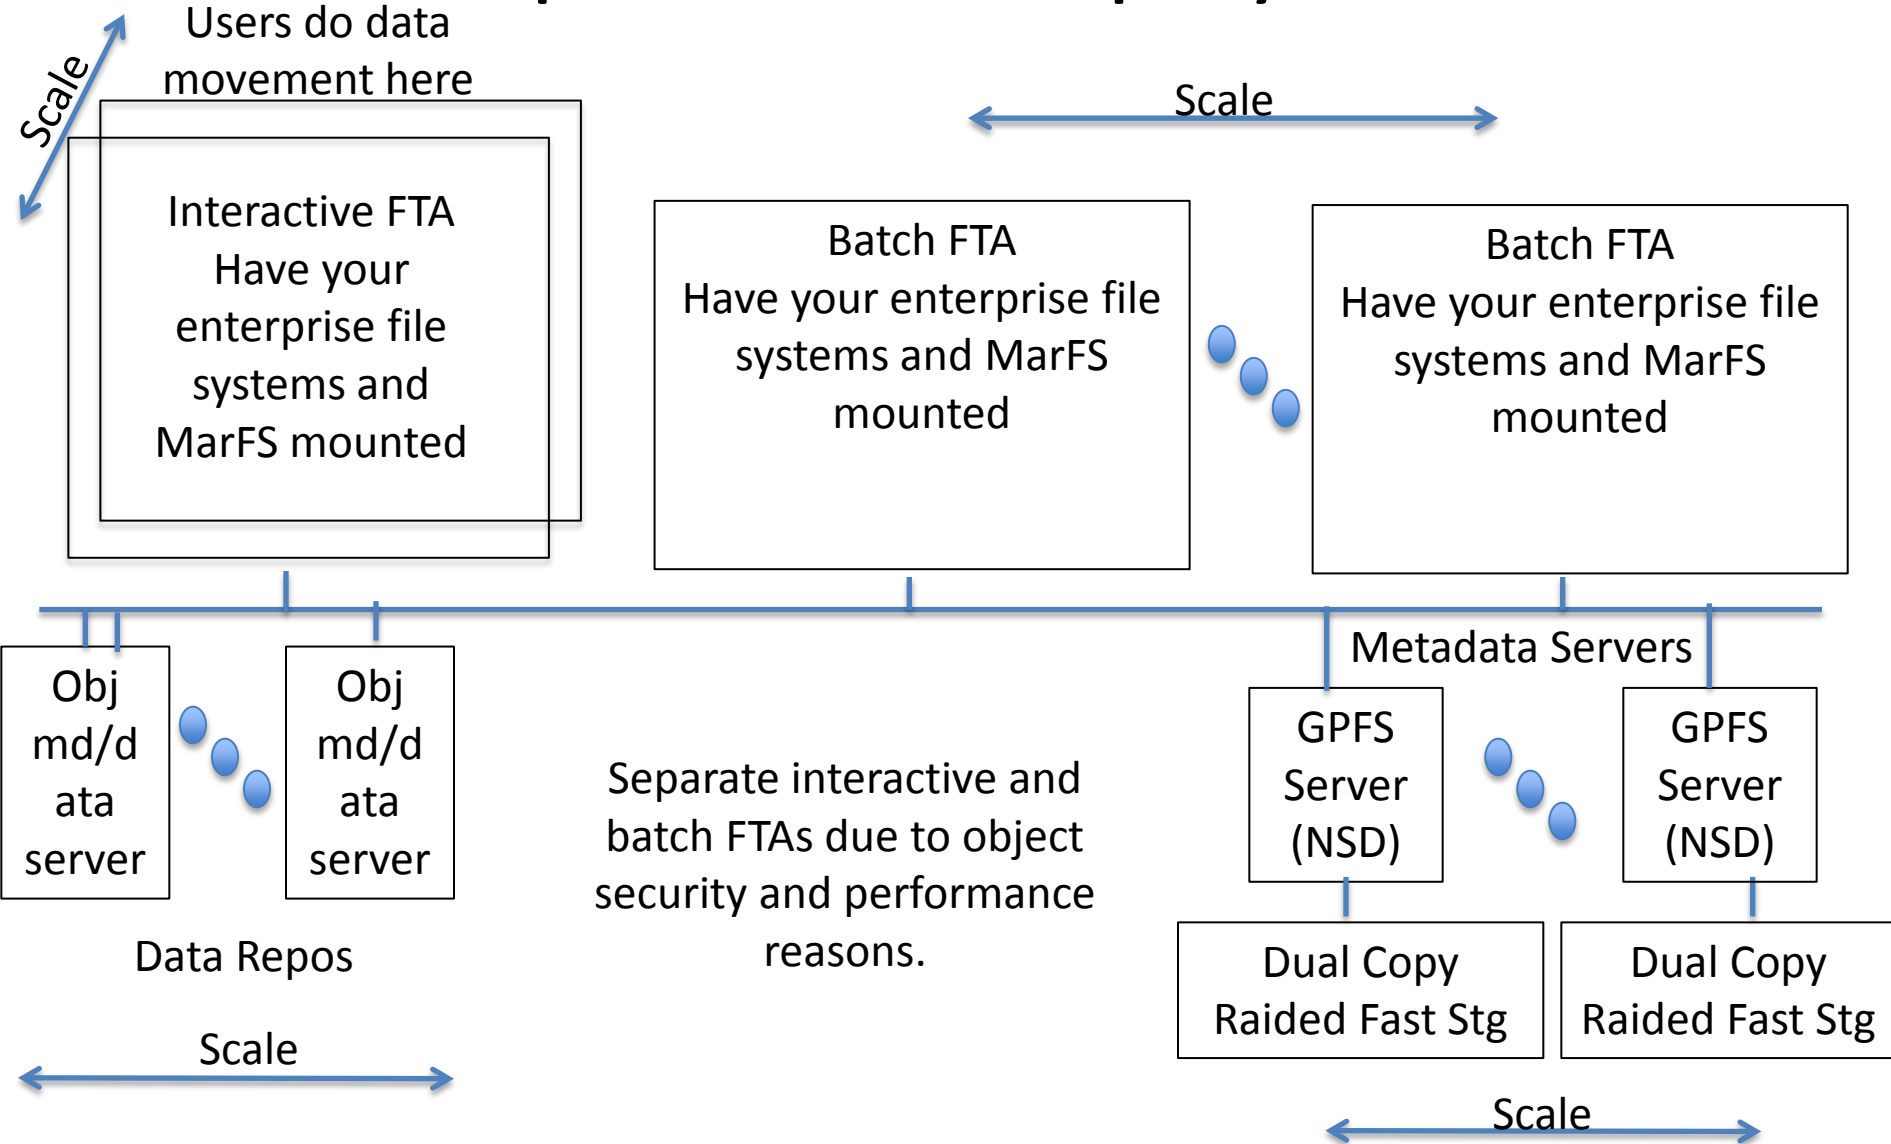 Users do data
movement here
Scale
Scale
Interactive FTA
Have your
enterprise file
systems and
MarFS mounted
Batch FTA
Have your enterprise file
systems and MarFS
mounted
Batch FTA
Have your enterprise file
systems and MarFS
mounted
Metadata Servers
Obj
md/d
ata
server
Obj
md/d
ata
server
Data Repos
Scale
Separate interactive and
batch FTAs due to object
security and performance
reasons.
GPFS
Server
(NSD)
GPFS
Server
(NSD)
Dual Copy
Raided Fast Stg
Dual Copy
Raided Fast Stg
Scale